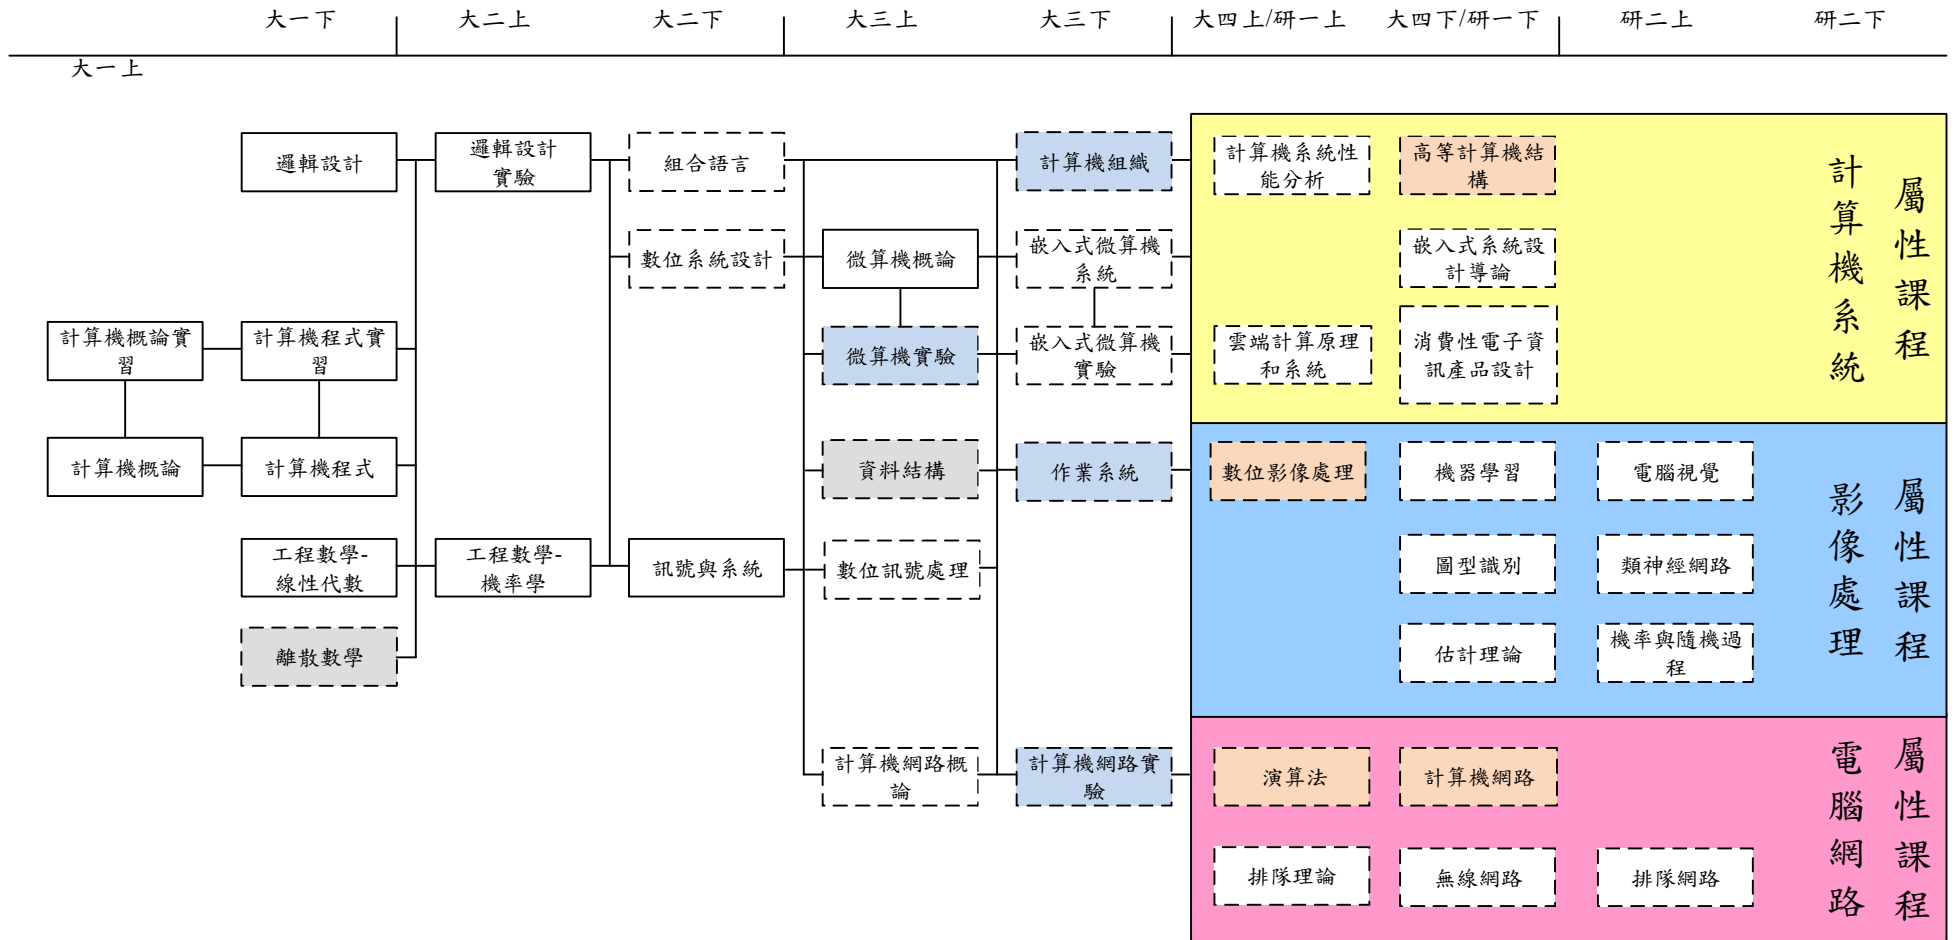 大一下
大二上
大二下
大三上
大三下
大四上/研一上
大四下/研一下
研二上
研二下
大一上
邏輯設計
邏輯設計
實驗
組合語言
計算機組織
計算機系統性
能分析
高等計算機結
構
數位系統設計
微算機概論
嵌入式微算機
系統
嵌入式系統設
計導論
計算機概論實
習
計算機程式實
習
微算機實驗
嵌入式微算機
實驗
雲端計算原理
和系統
消費性電子資
訊產品設計
計算機系統
屬性課程
計算機概論
計算機程式
資料結構
作業系統
數位影像處理
機器學習
電腦視覺
工程數學-
線性代數
工程數學-
機率學
訊號與系統
數位訊號處理
圖型識別
類神經網路
離散數學
估計理論
機率與隨機過
程
影像處理
屬性課程
計算機網路概
論
計算機網路實
驗
演算法
計算機網路
排隊理論
無線網路
排隊網路
電腦網路
屬性課程